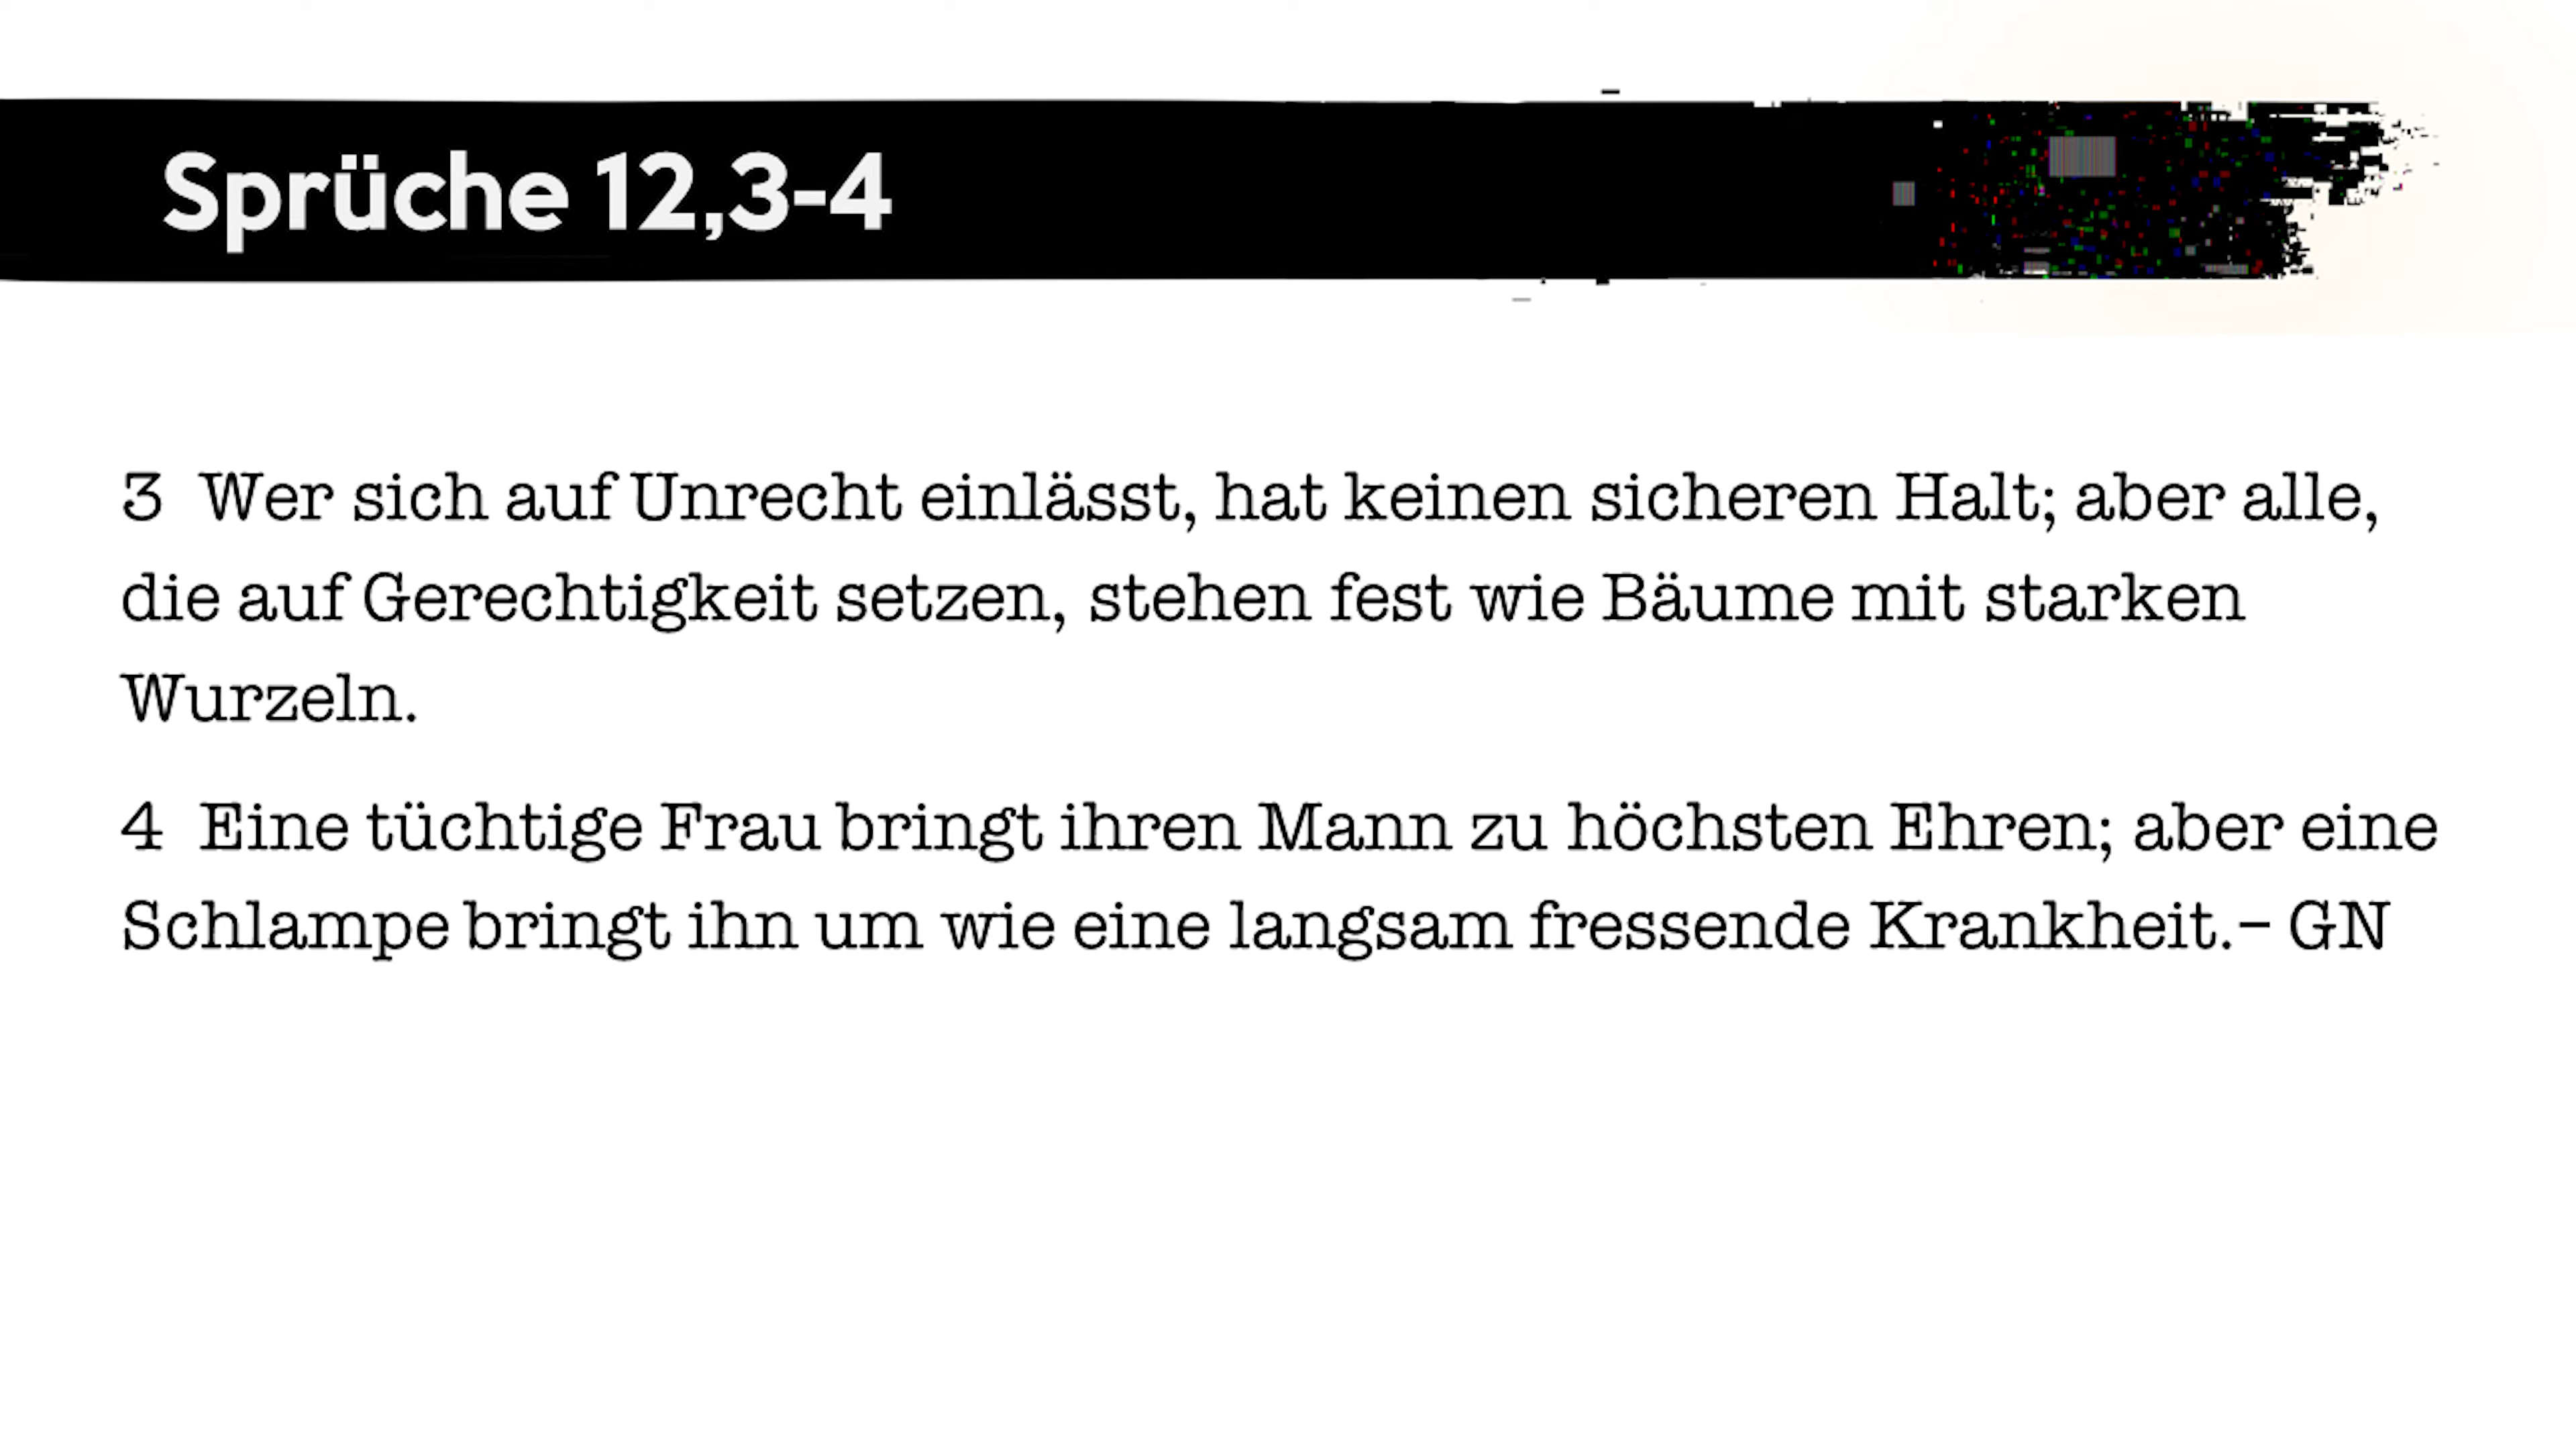 Sprüche 12,3-4
3 Wer sich auf Unrecht einlässt, hat keinen sicheren Halt; aber alle,
die auf Gerechtigkeit setzen, stehen fest wie Bäume mit starken
Wurzeln.
4 Eine tüchtige Frau bringt ihren Mann zu höchsten Ehren; aber eine
Schlampe bringt ihn um wie eine langsam fressende Krankheit.– GN